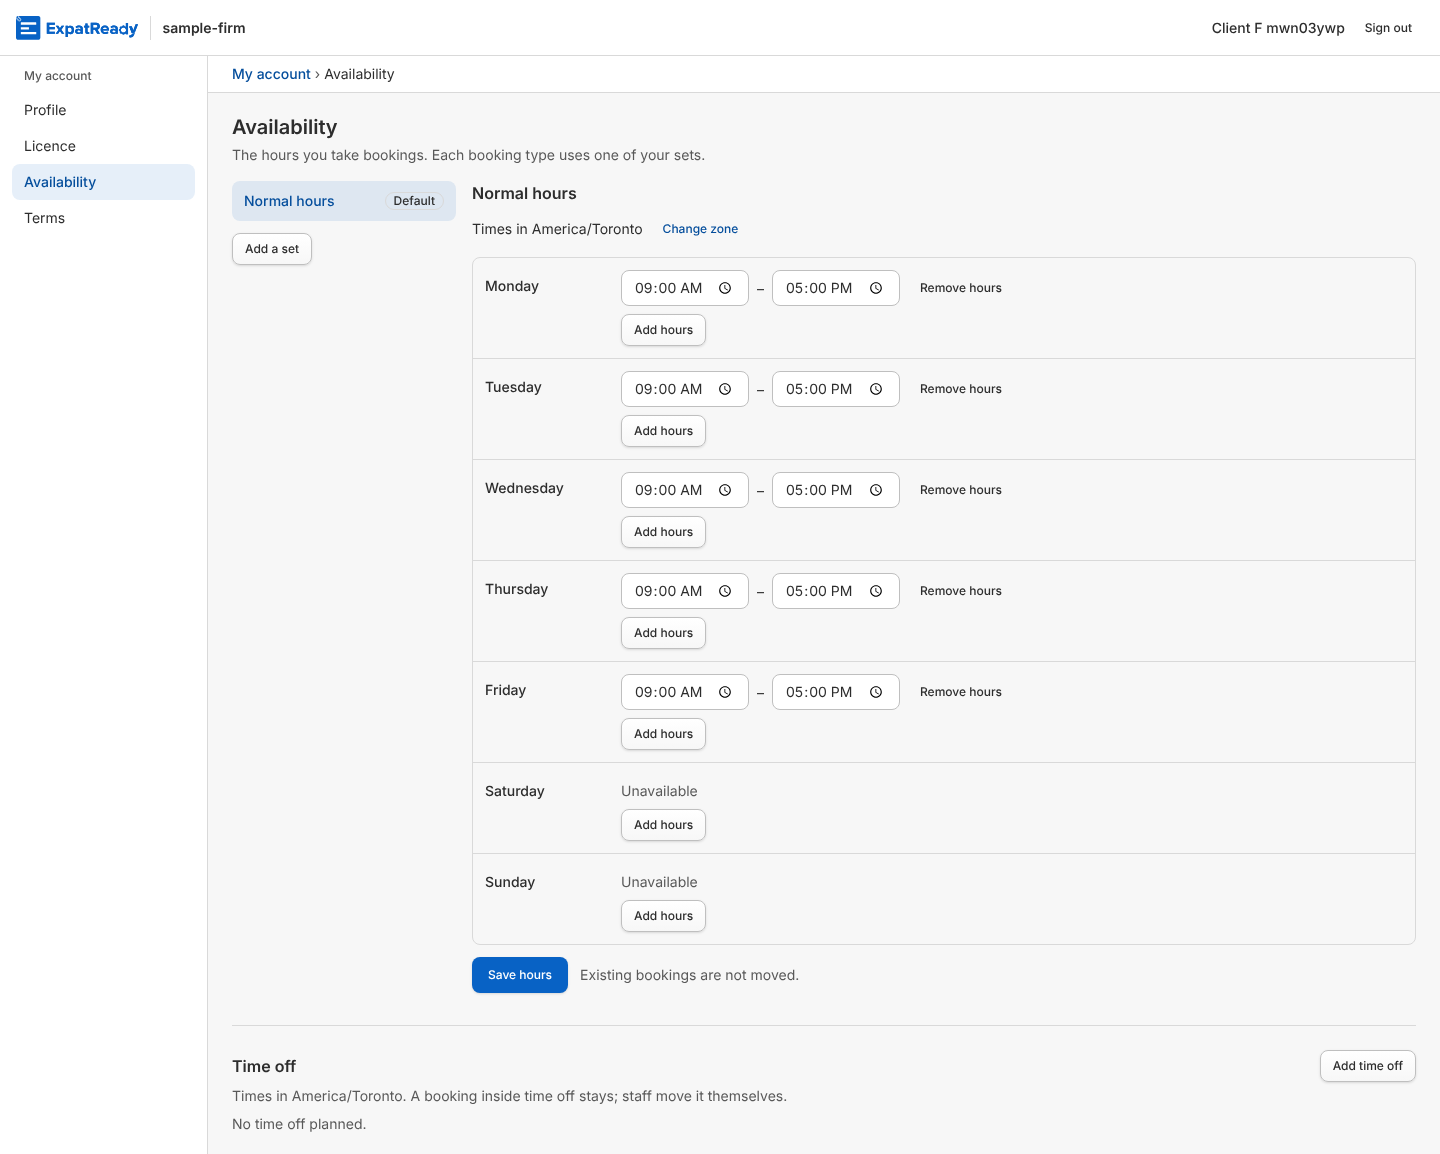 ExpatReady
sample-firm
Client F mwn03ywp
Sign out
My account
Profile
Licence
Availability
Terms
My account › Availability
Availability
The hours you take bookings. Each booking type uses one of your sets.
Normal hours
Default
Add a set
Normal hours
Times in America/Toronto
Change zone
Monday
09:00 AM – 05:00 PM
Remove hours
Add hours
Tuesday
09:00 AM – 05:00 PM
Remove hours
Add hours
Wednesday
09:00 AM – 05:00 PM
Remove hours
Add hours
Thursday
09:00 AM – 05:00 PM
Remove hours
Add hours
Friday
09:00 AM – 05:00 PM
Remove hours
Add hours
Saturday
Unavailable
Add hours
Sunday
Unavailable
Add hours
Save hours
Existing bookings are not moved.
Time off
Add time off
Times in America/Toronto. A booking inside time off stays; staff move it themselves.
No time off planned.